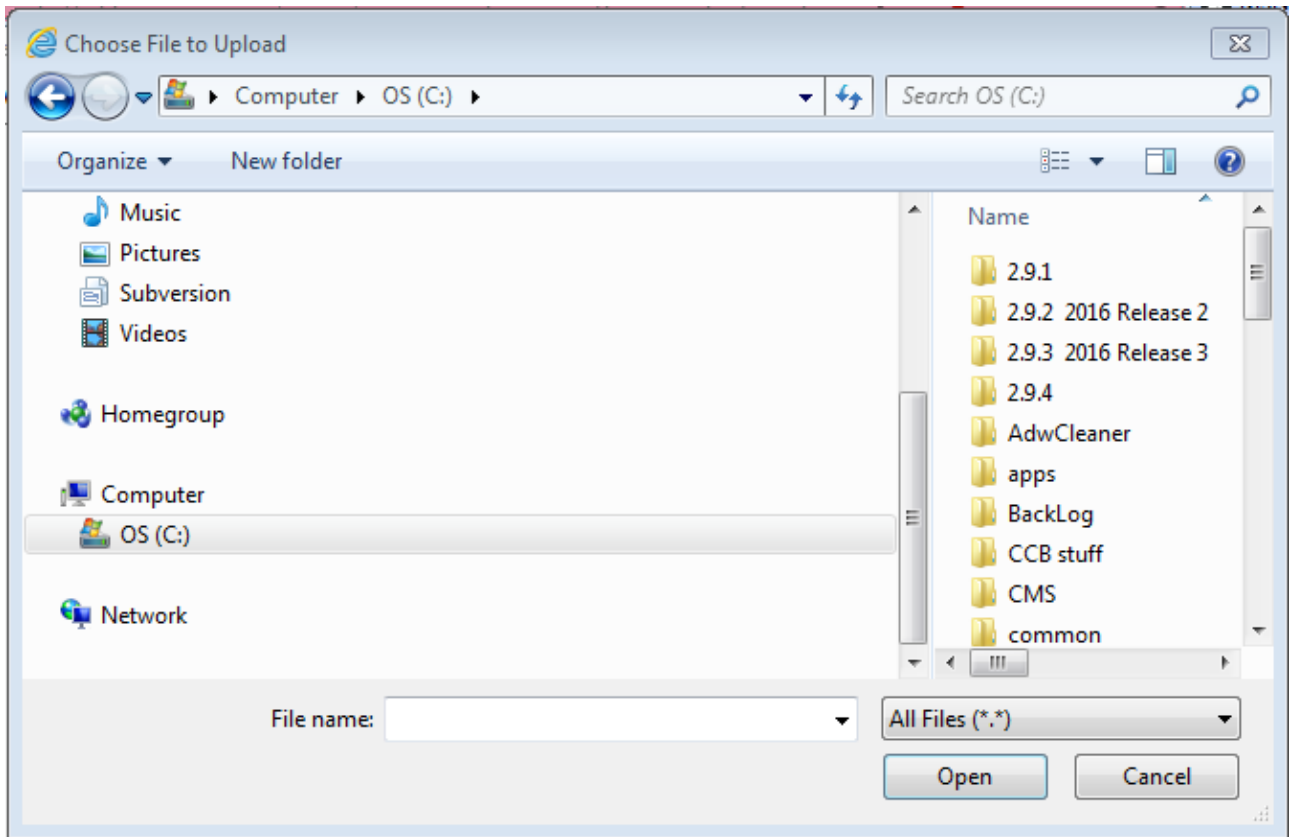 Choose File to Upload
Computer OS (C:) Search OS (C:)
Organize New folder
Music
Pictures
Subversion
Videos
Homegroup
Computer
OS (C:)
Network
Name
2.9.1
2.9.2 2016 Release 2
2.9.3 2016 Release 3
2.9.4
AdwCleaner
apps
BackLog
CCB stuff
CMS
common
File name: All Files (*.*)
Open Cancel